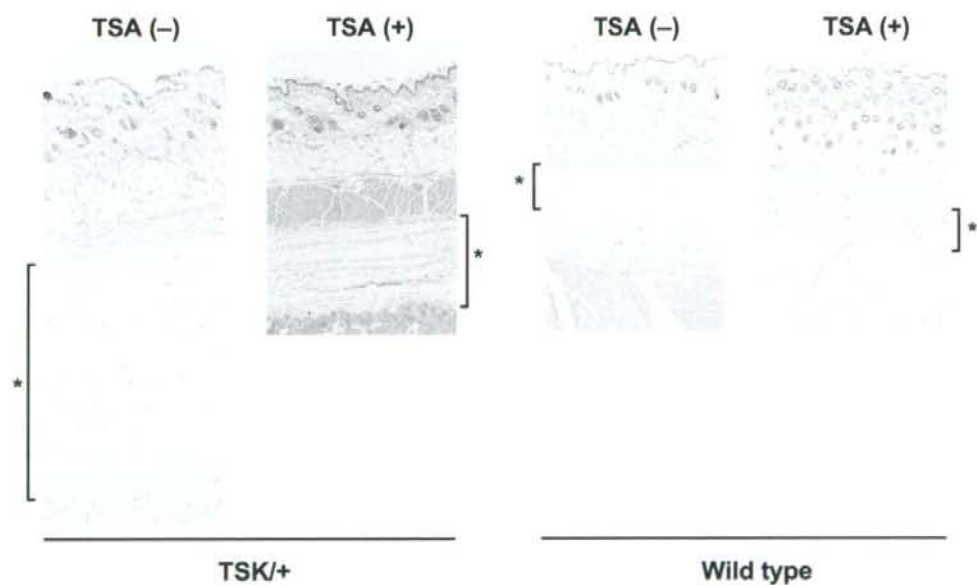 TSA (–) TSA (+) TSA (–) TSA (+)
*
*
*
*
TSK/+ Wild type